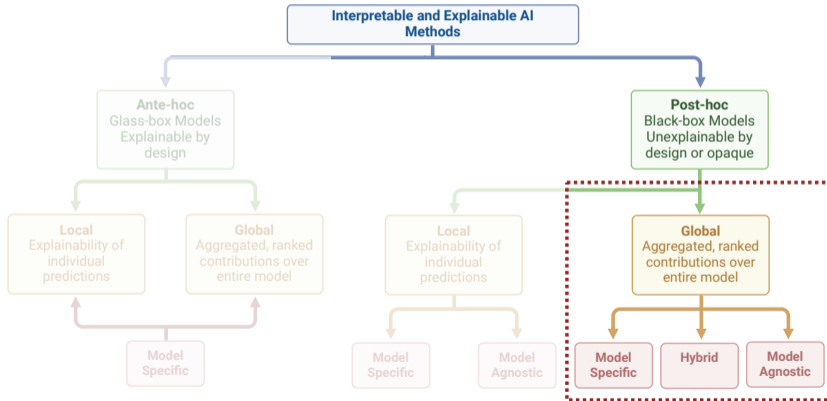 Interpretable and Explainable AI
Methods
Ante-hoc
Glass-box Models
Explainable by
design
Post-hoc
Black-box Models
Unexplainable by
design or opaque
Local
Explainability of
individual
predictions
Global
Aggregated, ranked
contributions over
entire model
Local
Explainability of
individual
predictions
Global
Aggregated, ranked
contributions over
entire model
Model
Specific
Model
Specific
Model
Agnostic
Model
Specific
Hybrid
Model
Agnostic